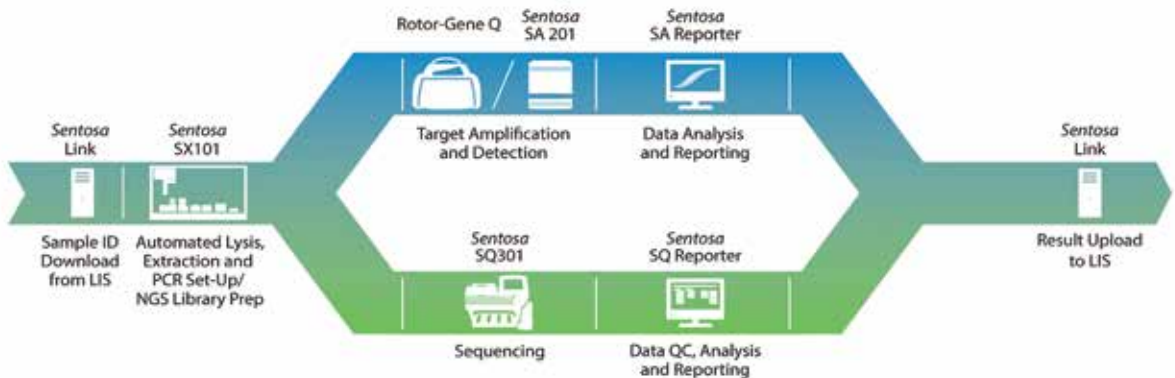 Sentosa
Link
Sample ID
Download
from LIS
Sentosa
SX101
Automated Lysis,
Extraction and
PCR Set-Up/
NGS Library Prep
Rotor-Gene Q
Sentosa
SA 201
Target Amplification
and Detection
Sentosa
SA Reporter
Data Analysis
and Reporting
Sentosa
SQ301
Sequencing
Sentosa
SQ Reporter
Data QC, Analysis
and Reporting
Sentosa
Link
Result Upload
to LIS